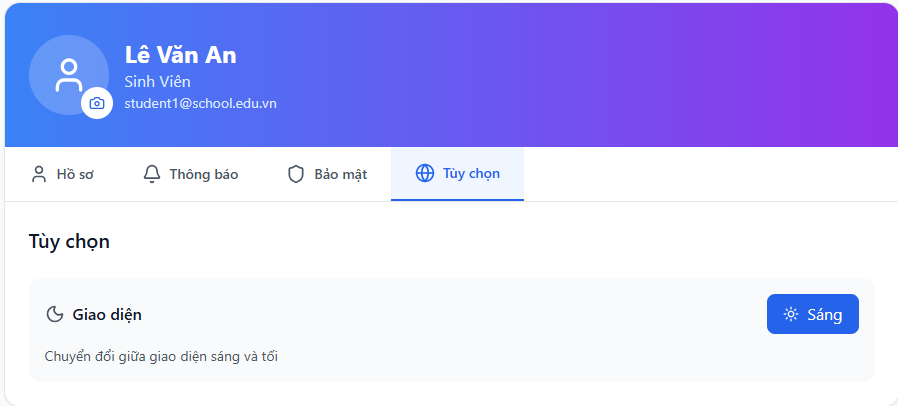 Lê Văn An
Sinh Viên
student1@school.edu.vn
Hồ sơ
Thông báo
Bảo mật
Tùy chọn
Tùy chọn
Giao diện
Sáng
Chuyển đổi giữa giao diện sáng và tối